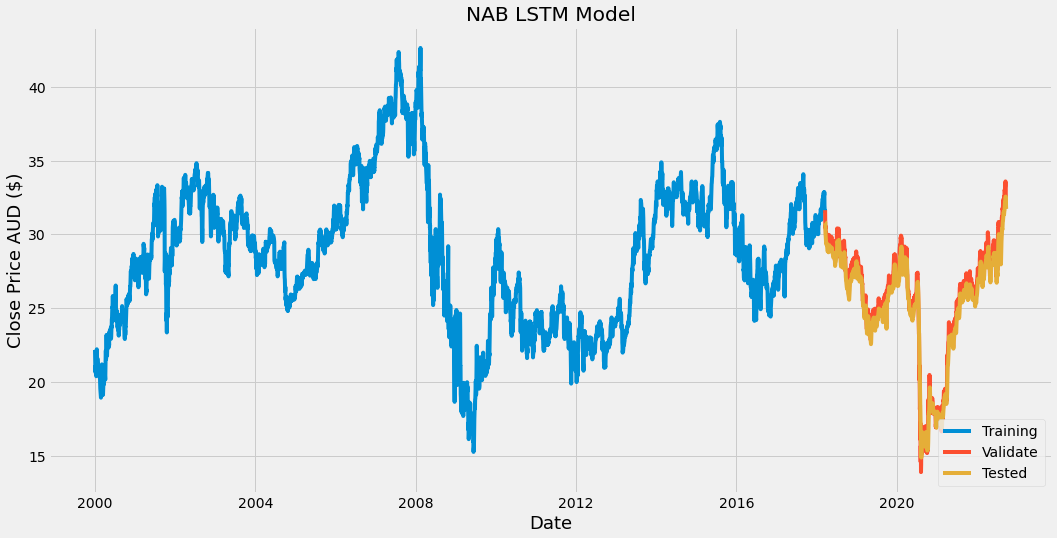 NAB LSTM Model
Close Price AUD ($)
40
35
30
25
20
15
2000
2004
2008
2012
2016
2020
Date
Training
Validate
Tested